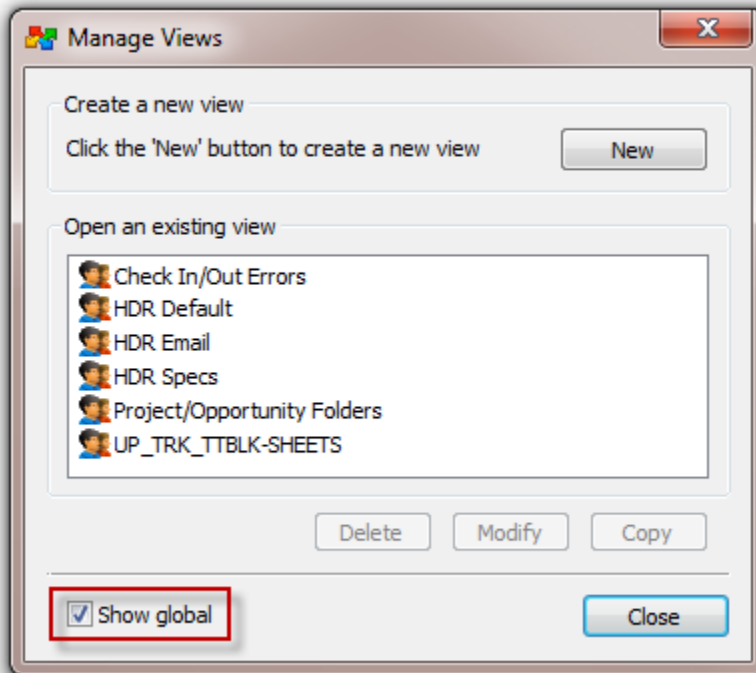 Manage Views
Create a new view
Click the 'New' button to create a new view
New
Open an existing view
Check In/Out Errors
HDR Default
HDR Email
HDR Specs
Project/Opportunity Folders
UP_TRK_TTBLK-SHEETS
Delete
Modify
Copy
Show global
Close